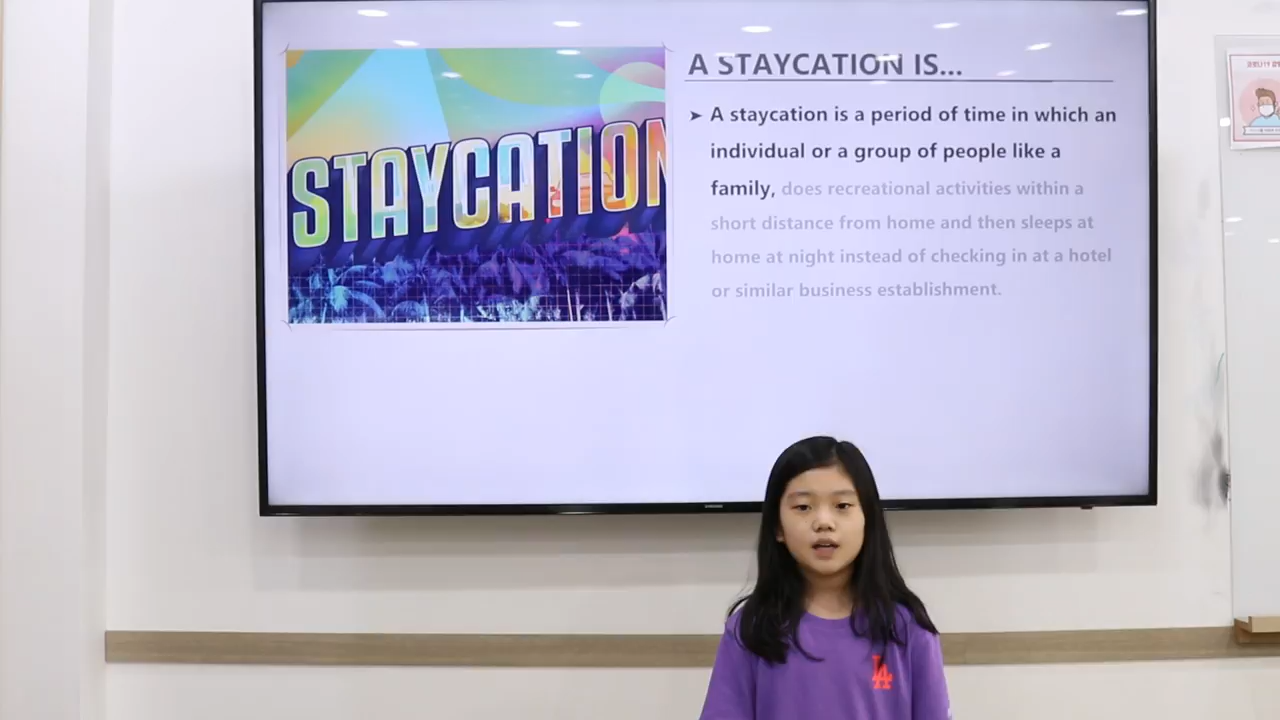 STAYCATION
A STAYCATION IS...
➤ A staycation is a period of time in which an
individual or a group of people like a
family, does recreational activities within a
short distance from home and then sleeps at
home at night instead of checking in at a hotel
or similar business establishment.
SAMSUNG
LA